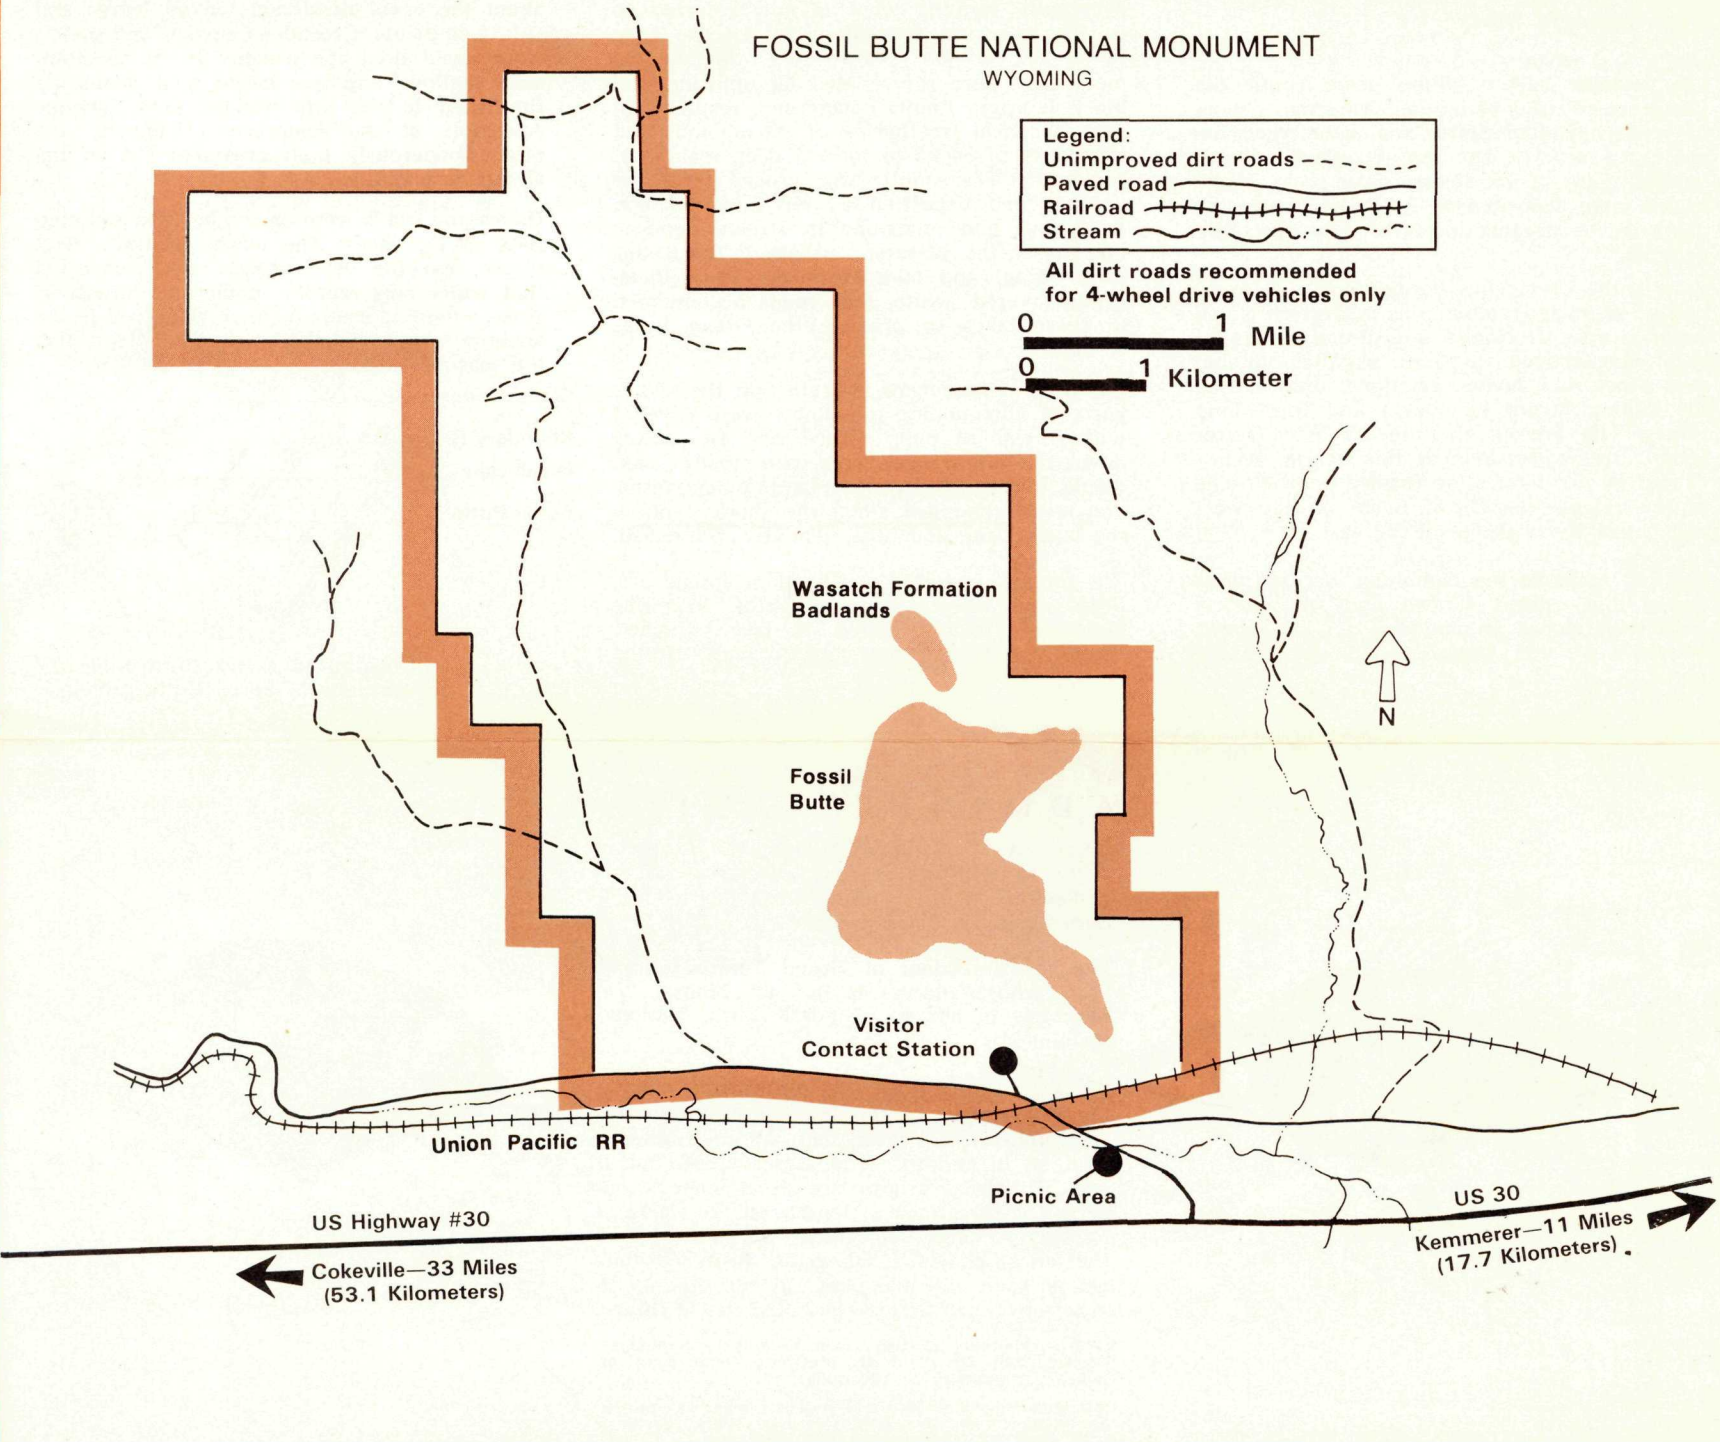 FOSSIL BUTTE NATIONAL MONUMENT
WYOMING
Legend:
Unimproved dirt roads
Paved road
Railroad
Stream
All dirt roads recommended
for 4-wheel drive vehicles only
0 1 Mile
0 1 Kilometer
Wasatch Formation
Badlands
N
Fossil
Butte
Visitor
Contact Station
Union Pacific RR
Picnic Area
US 30
US Highway #30
Kemmerer—11 Miles
(17.7 Kilometers)
Cokeville—33 Miles
(53.1 Kilometers)